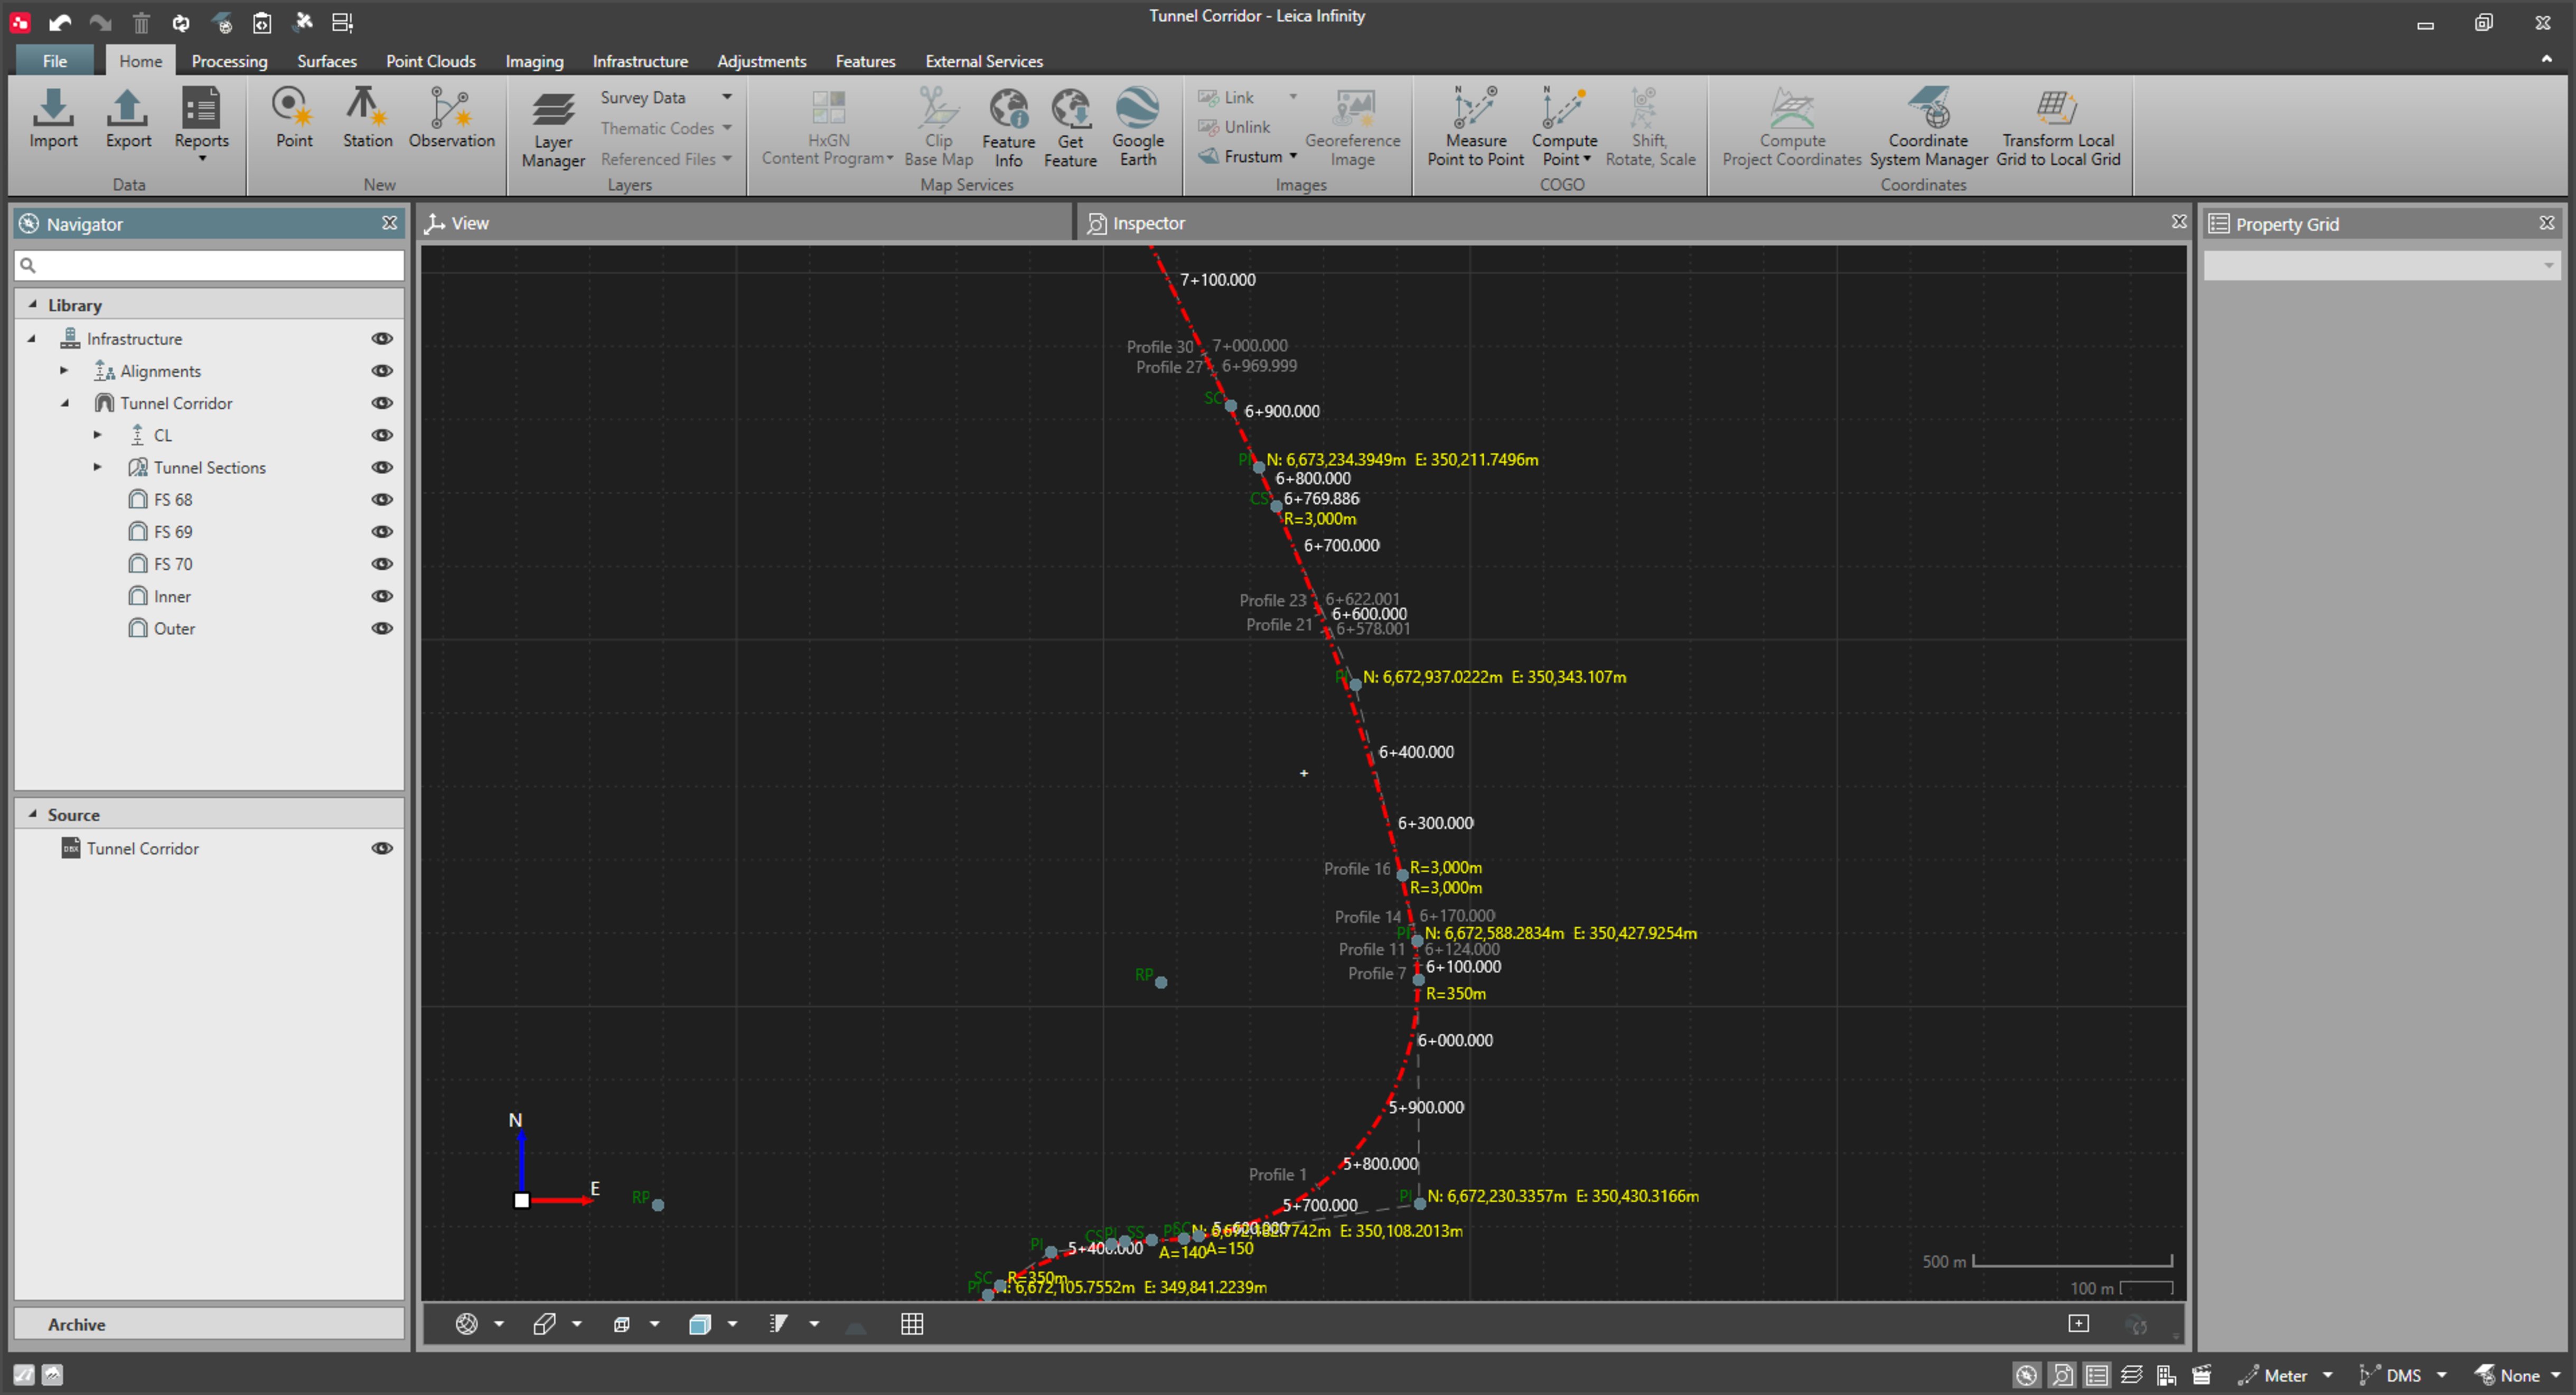 Tunnel Corridor - Leica Infinity
File Home Processing Surfaces Point Clouds Imaging Infrastructure Adjustments Features External Services
Import
Export
Reports
Data
Point
Station
Observation
New
Layer
Manager
Survey Data
Thematic Codes
Referenced Files
Layers
HxGN
Content Program
Clip
Base Map
Feature
Info
Get
Feature
Google
Earth
Map Services
Link
Unlink
Frustum
Georeference
Image
Images
Measure
Point to Point
Compute
Point
Shift,
Rotate, Scale
COGO
Compute
Project Coordinates
Coordinate
System Manager
Transform Local
Grid to Local Grid
Coordinates
Navigator
View
Inspector
Property Grid
Library
Infrastructure
Alignments
Tunnel Corridor
CL
Tunnel Sections
FS 68
FS 69
FS 70
Inner
Outer
Source
Tunnel Corridor
Archive
7+100.000
Profile 30 7+000.000
Profile 27 6+969.999
SC
6+900.000
PI N: 6,673,234.3949m E: 350,211.7496m
6+800.000
CS 6+769.886
R=3,000m
6+700.000
Profile 23 6+622.001
6+600.000
Profile 21 6+578.001
PI N: 6,672,937.0222m E: 350,343.107m
6+400.000
6+300.000
Profile 16 R=3,000m
R=3,000m
Profile 14 6+170.000
PI N: 6,672,588.2834m E: 350,427.9254m
Profile 11 6+124.000
6+100.000
Profile 7
RP
R=350m
6+000.000
5+900.000
5+800.000
Profile 1
PI N: 6,672,230.3357m E: 350,430.3166m
5+700.000
RP
N
E
E: 350,108.2013m
PI 5+400.000
A=140 A=150
SC R=350m
N: 6,672,105.7552m E: 349,841.2239m
500 m
100 m
Meter DMS None